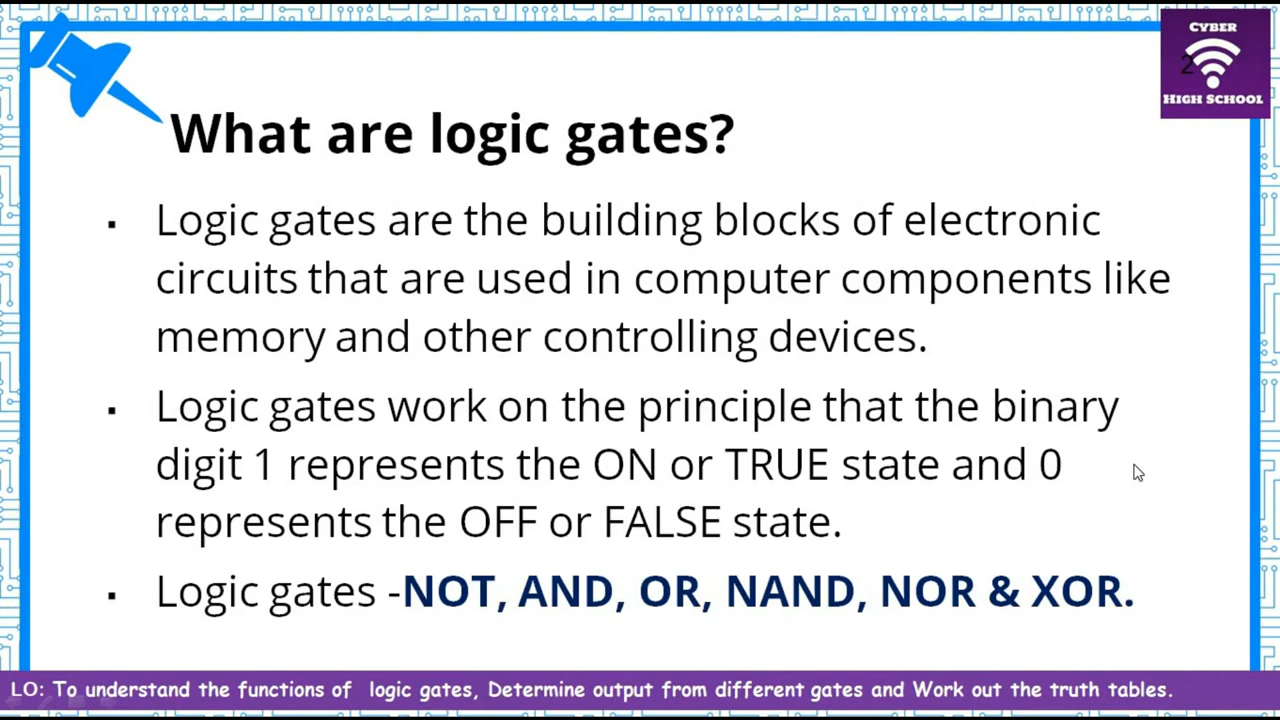 CYBER
2
HIGH SCHOOL
What are logic gates?
▪ Logic gates are the building blocks of electronic
circuits that are used in computer components like
memory and other controlling devices.
▪ Logic gates work on the principle that the binary
digit 1 represents the ON or TRUE state and 0
represents the OFF or FALSE state.
▪ Logic gates -NOT, AND, OR, NAND, NOR & XOR.
LO: To understand the functions of  logic gates, Determine output from different gates and Work out the truth tables.